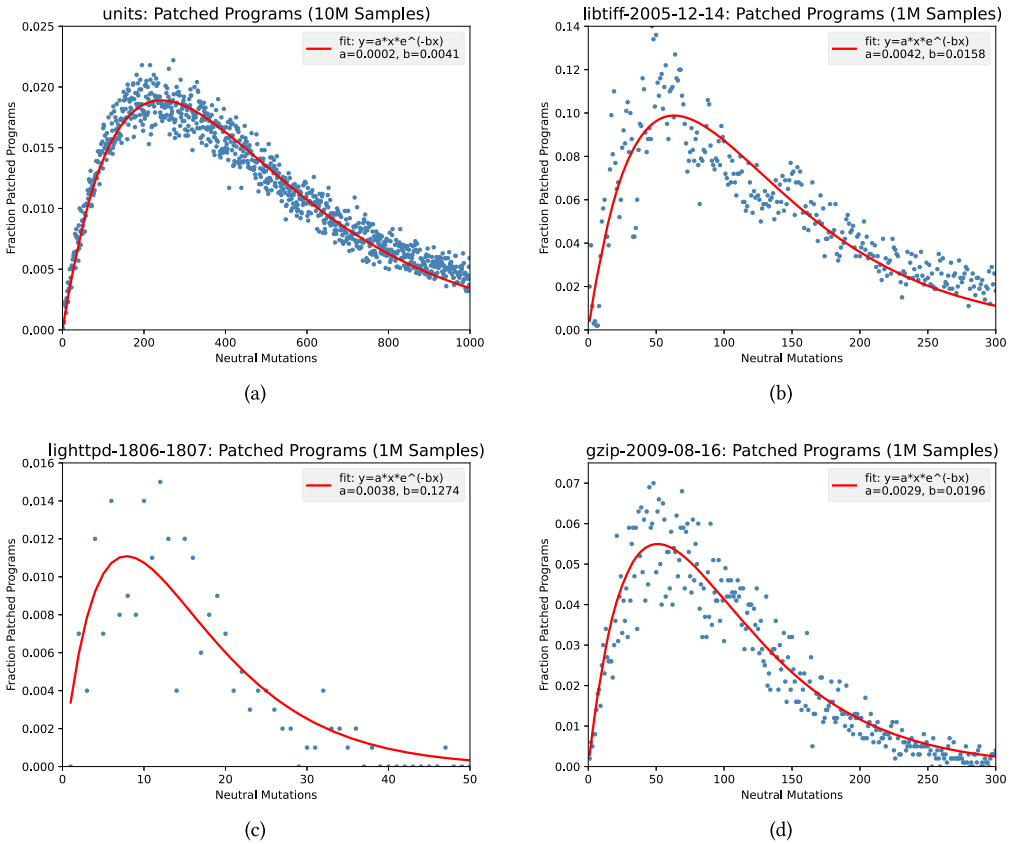 units: Patched Programs (10M Samples)
fit: y=a*x*e^(-bx)
a=0.0002, b=0.0041
Fraction Patched Programs
0.025
0.020
0.015
0.010
0.005
0.000
0
200
400
600
800
1000
Neutral Mutations
(a)
libtiff-2005-12-14: Patched Programs (1M Samples)
fit: y=a*x*e^(-bx)
a=0.0042, b=0.0158
Fraction Patched Programs
0.14
0.12
0.10
0.08
0.06
0.04
0.02
0.00
0
50
100
150
200
250
300
Neutral Mutations
(b)
lighttpd-1806-1807: Patched Programs (1M Samples)
fit: y=a*x*e^(-bx)
a=0.0038, b=0.1274
Fraction Patched Programs
0.016
0.014
0.012
0.010
0.008
0.006
0.004
0.002
0.000
0
10
20
30
40
50
Neutral Mutations
(c)
gzip-2009-08-16: Patched Programs (1M Samples)
fit: y=a*x*e^(-bx)
a=0.0029, b=0.0196
Fraction Patched Programs
0.07
0.06
0.05
0.04
0.03
0.02
0.01
0.00
0
50
100
150
200
250
300
Neutral Mutations
(d)